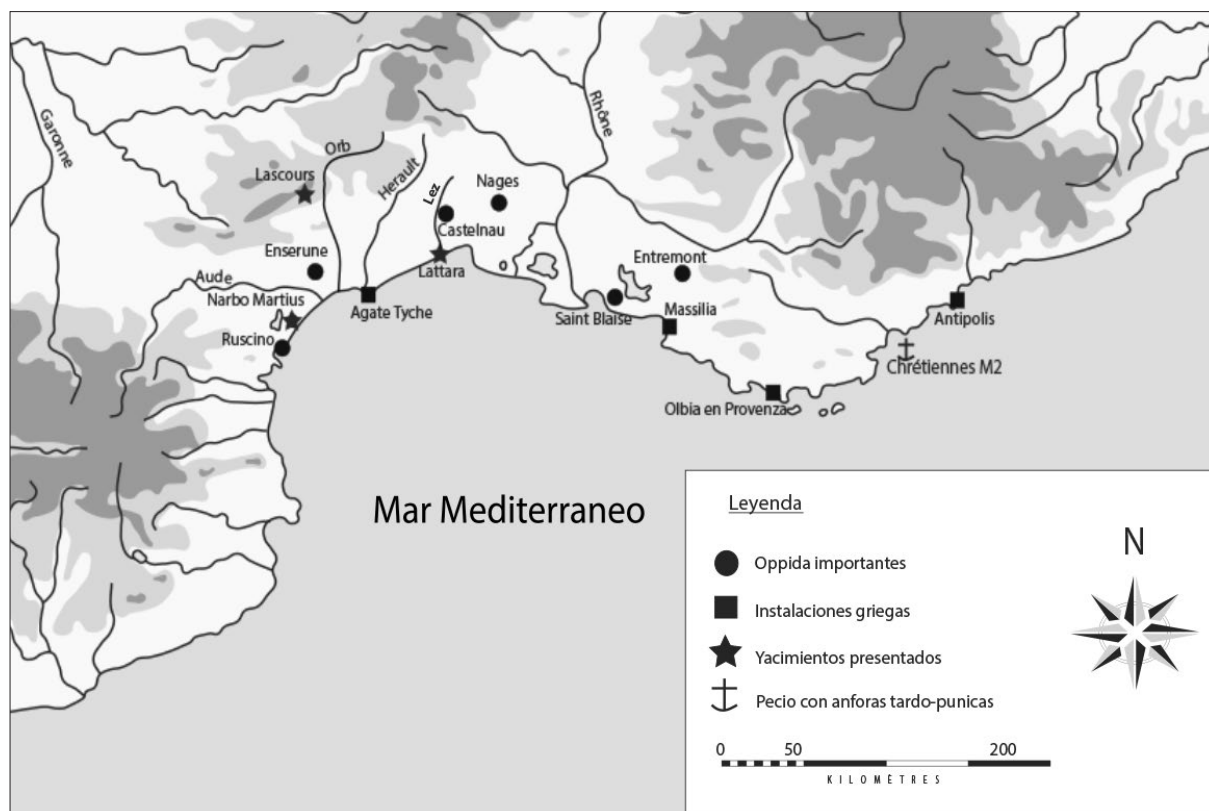 Garonne
Rhône
Orb
Herault
Lez
Lascours
Nages
Castelnau
Enserune
Lattara
Entremont
Aude
Narbo Martius
Agate Tyche
Saint Blaise
Massilia
Antipolis
Ruscino
Chrétiennes M2
Olbia en Provenza
Mar Mediterraneo
Leyenda
N
Oppida importantes
Instalaciones griegas
Yacimientos presentados
Pecio con anforas tardo-punicas
0 50 200
KILOMÈTRES